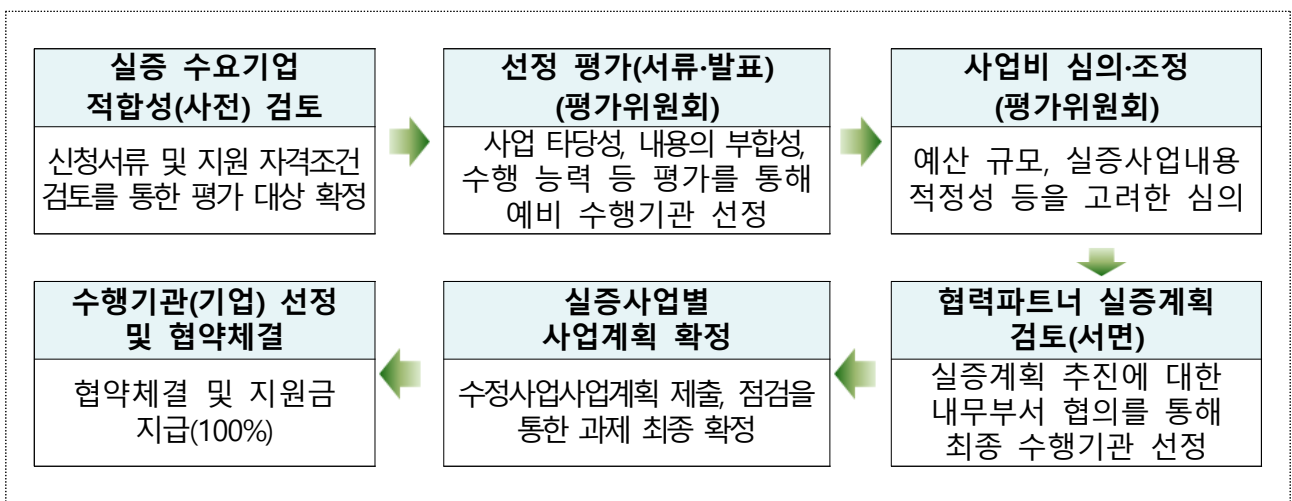 실증 수요기업
적합성(사전) 검토
신청서류 및 지원 자격조건
검토를 통한 평가 대상 확정
선정 평가(서류·발표)
(평가위원회)
사업 타당성, 내용의 부합성,
수행 능력 등 평가를 통해
예비 수행기관 선정
사업비 심의·조정
(평가위원회)
예산 규모, 실증사업내용
적정성 등을 고려한 심의
협력파트너 실증계획
검토(서면)
실증계획 추진에 대한
내무부서 협의를 통해
최종 수행기관 선정
실증사업별
사업계획 확정
수정사업사업계획 제출, 점검을
통한 과제 최종 확정
수행기관(기업) 선정
및 협약체결
협약체결 및 지원금
지급(100%)